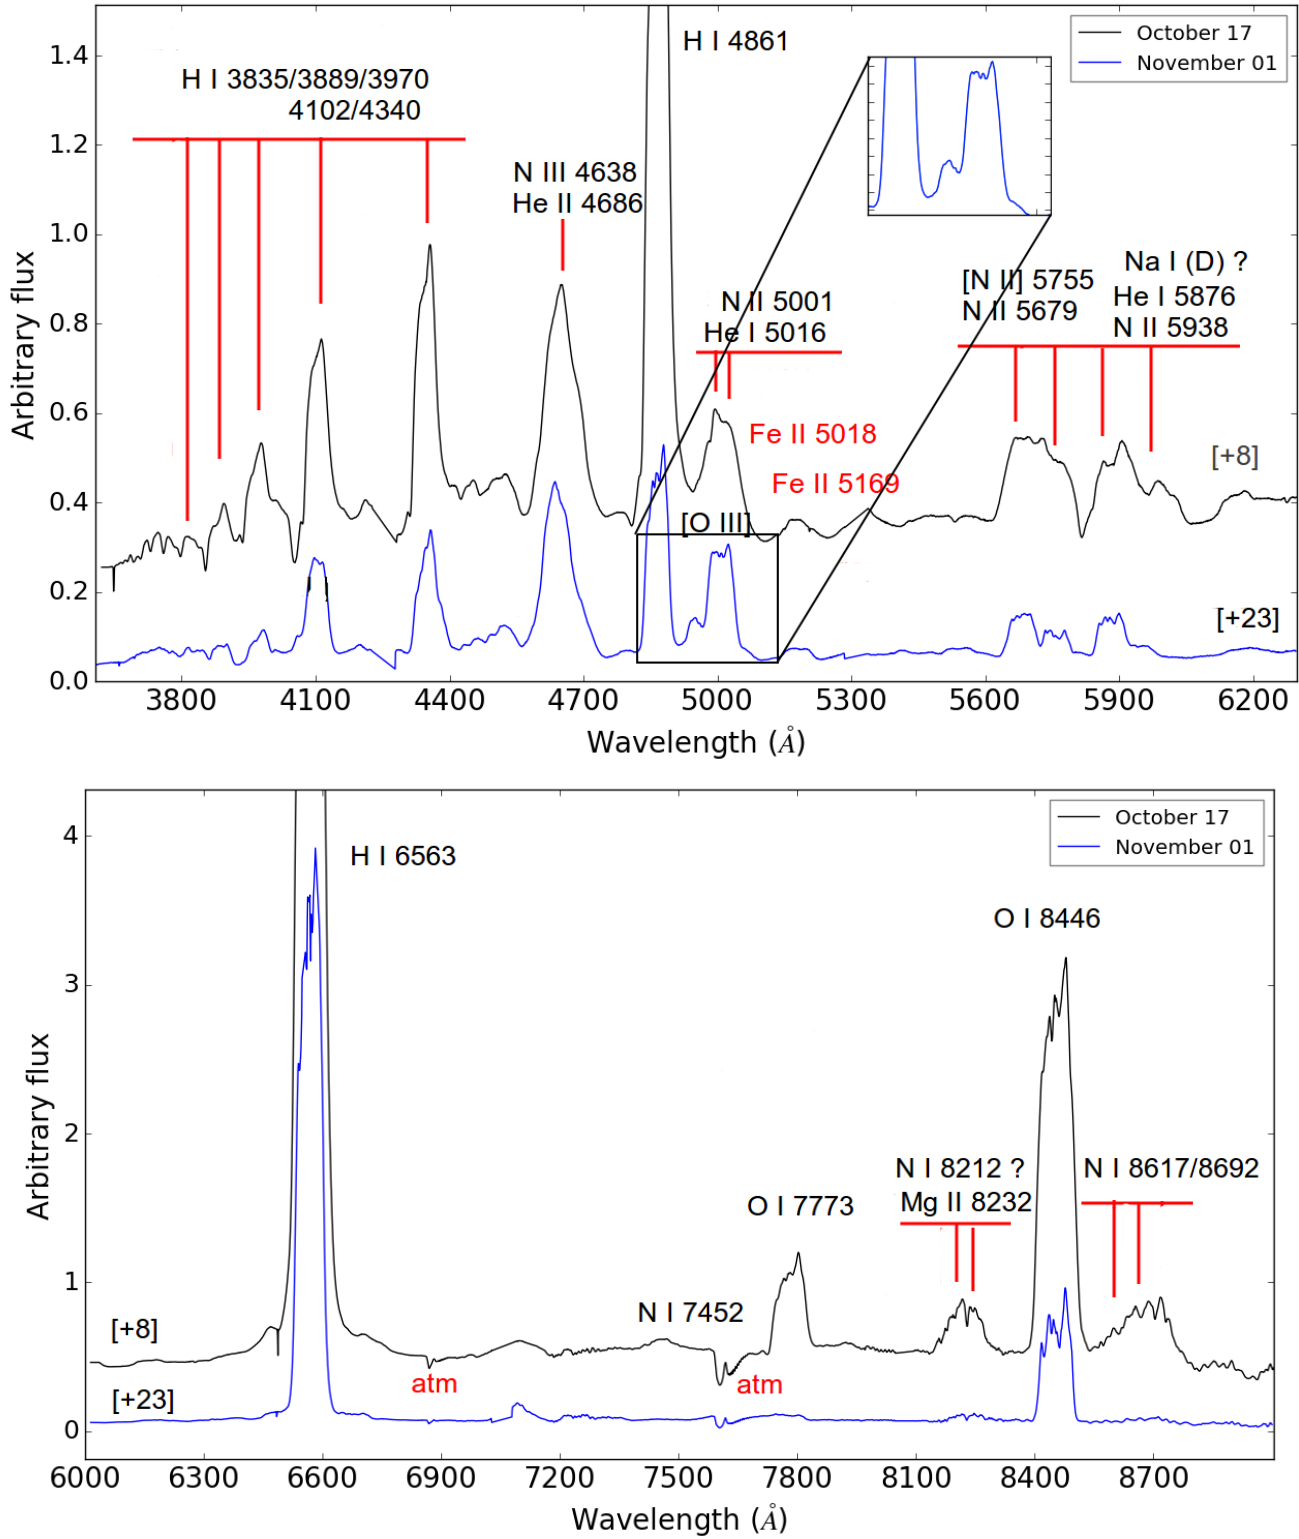 1.4
1.2
1.0
0.8
0.6
0.4
0.2
0.0
Arbitrary flux
H I 3835/3889/3970
4102/4340
N III 4638
He II 4686
H I 4861
October 17
November 01
N II 5001
He I 5016
Fe II 5018
Fe II 5169
[O III]
[N II] 5755
N II 5679
Na I (D) ?
He I 5876
N II 5938
[+8]
[+23]
3800 4100 4400 4700 5000 5300 5600 5900 6200
Wavelength (Å)
4
3
2
1
0
Arbitrary flux
H I 6563
October 17
November 01
O I 8446
N I 8212 ?
Mg II 8232
N I 8617/8692
O I 7773
N I 7452
[+8]
atm
atm
[+23]
6000 6300 6600 6900 7200 7500 7800 8100 8400 8700
Wavelength (Å)